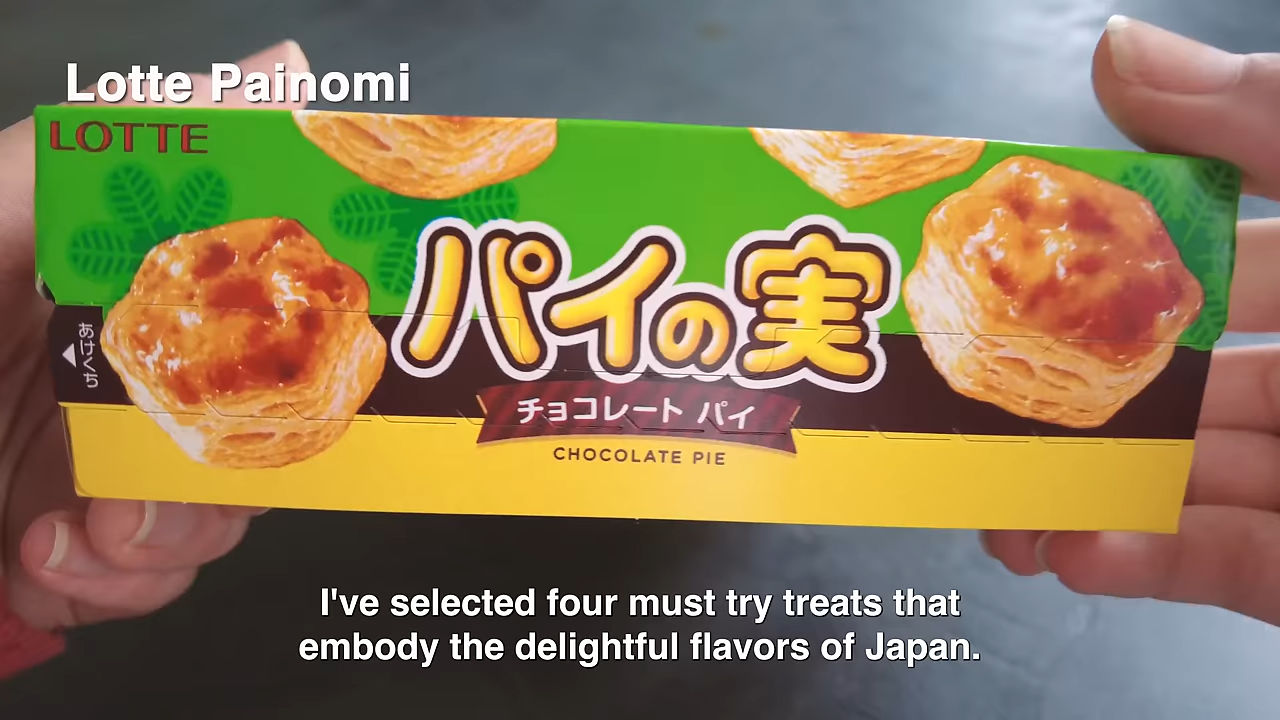 Lotte Painomi
LOTTE
パイの実
あけくち
チョコレート パイ
CHOCOLATE PIE
I've selected four must try treats that
embody the delightful flavors of Japan.